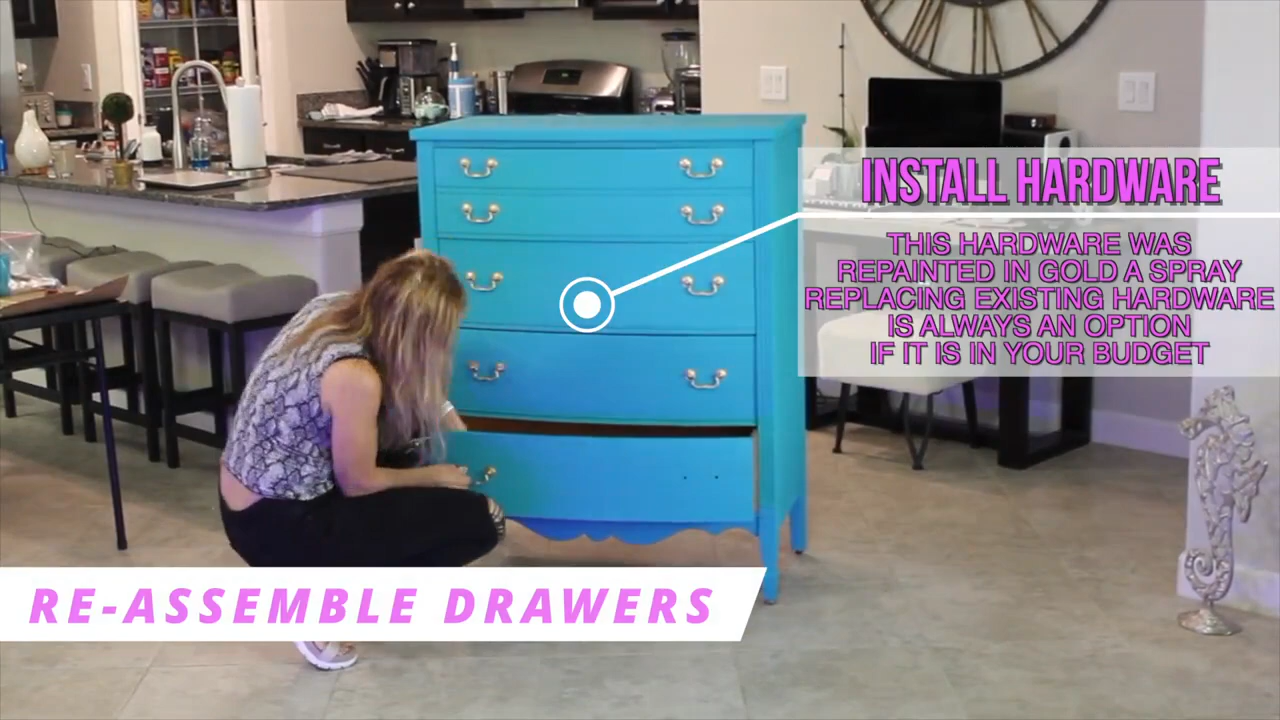 INSTALL HARDWARE
THIS HARDWARE WAS
REPAINTED IN GOLD A SPRAY
REPLACING EXISTING HARDWARE
IS ALWAYS AN OPTION
IF IT IS IN YOUR BUDGET
RE-ASSEMBLE DRAWERS